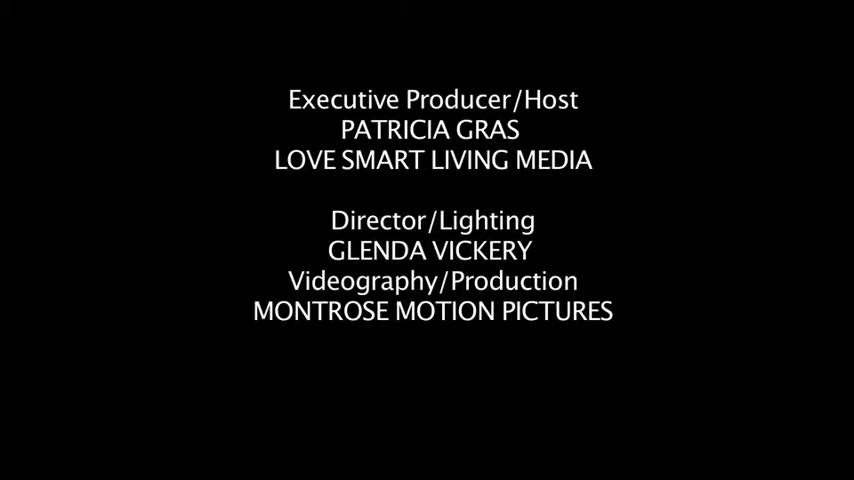 Executive Producer/Host
PATRICIA GRAS
LOVE SMART LIVING MEDIA
Director/Lighting
GLENDA VICKERY
Videography/Production
MONTROSE MOTION PICTURES